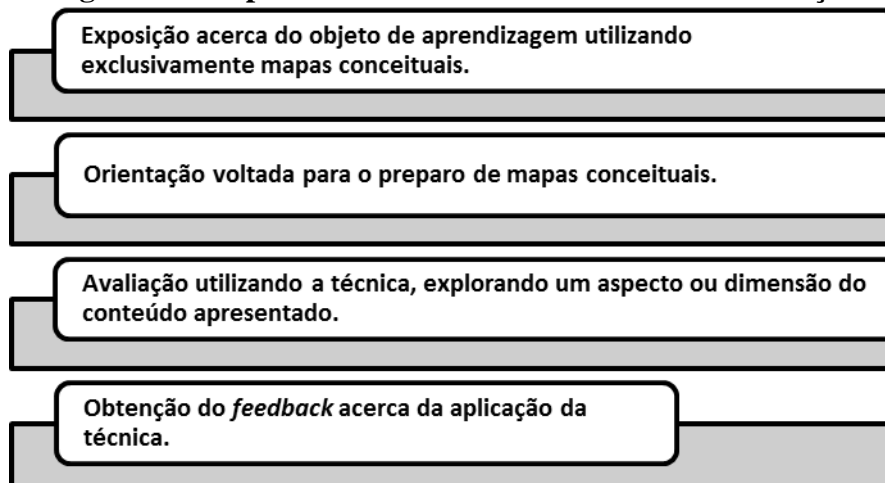 Exposição acerca do objeto de aprendizagem utilizando
exclusivamente mapas conceituais.
Orientação voltada para o preparo de mapas conceituais.
Avaliação utilizando a técnica, explorando um aspecto ou dimensão do
conteúdo apresentado.
Obtenção do feedback acerca da aplicação da
técnica.